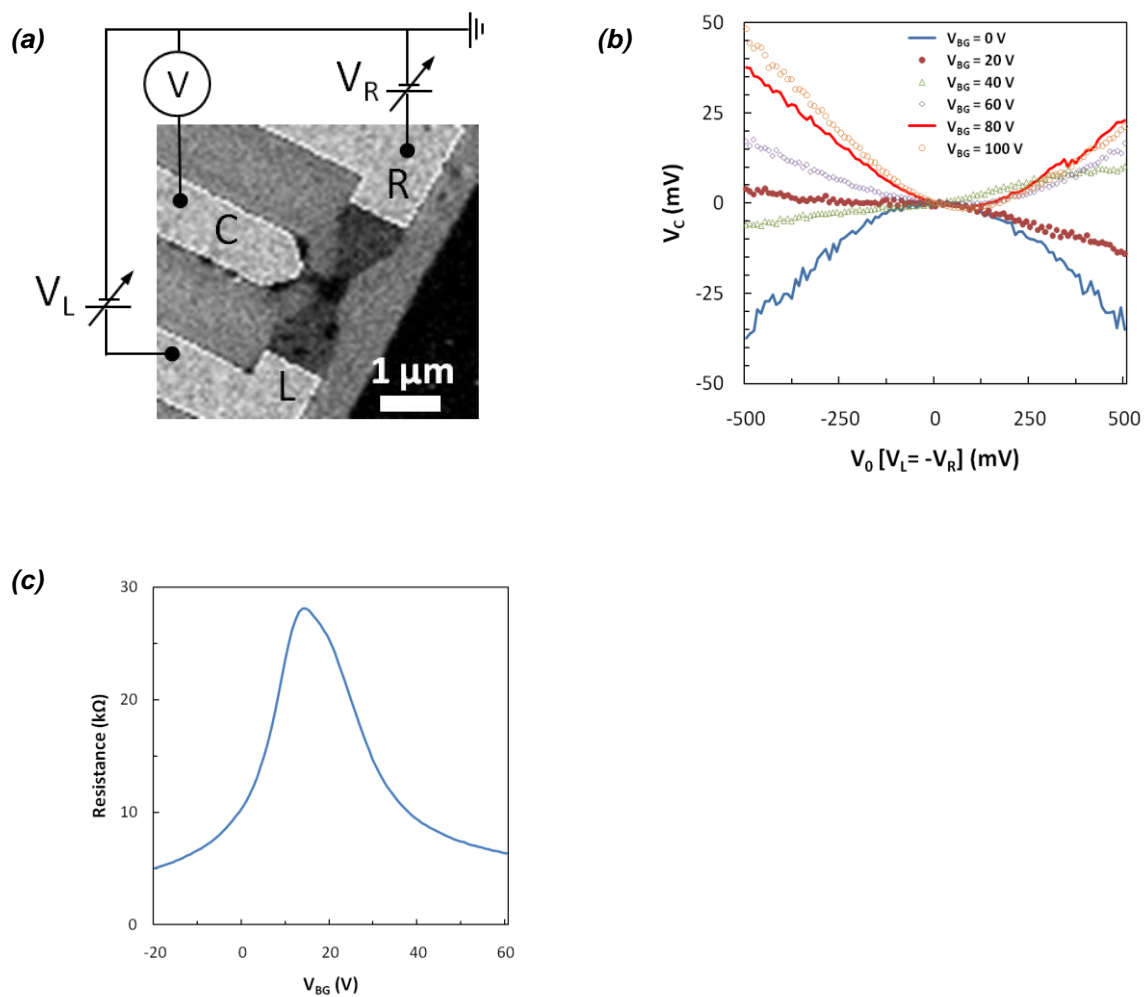 (a)
V
V_R
R
C
V_L
L
1 μm
(b)
50
25
0
-25
-50
V_C (mV)
V_BG = 0 V
V_BG = 20 V
V_BG = 40 V
V_BG = 60 V
V_BG = 80 V
V_BG = 100 V
-500 -250 0 250 500
V_0 [V_L= -V_R] (mV)
(c)
30
20
10
0
Resistance (kΩ)
-20 0 20 40 60
V_BG (V)